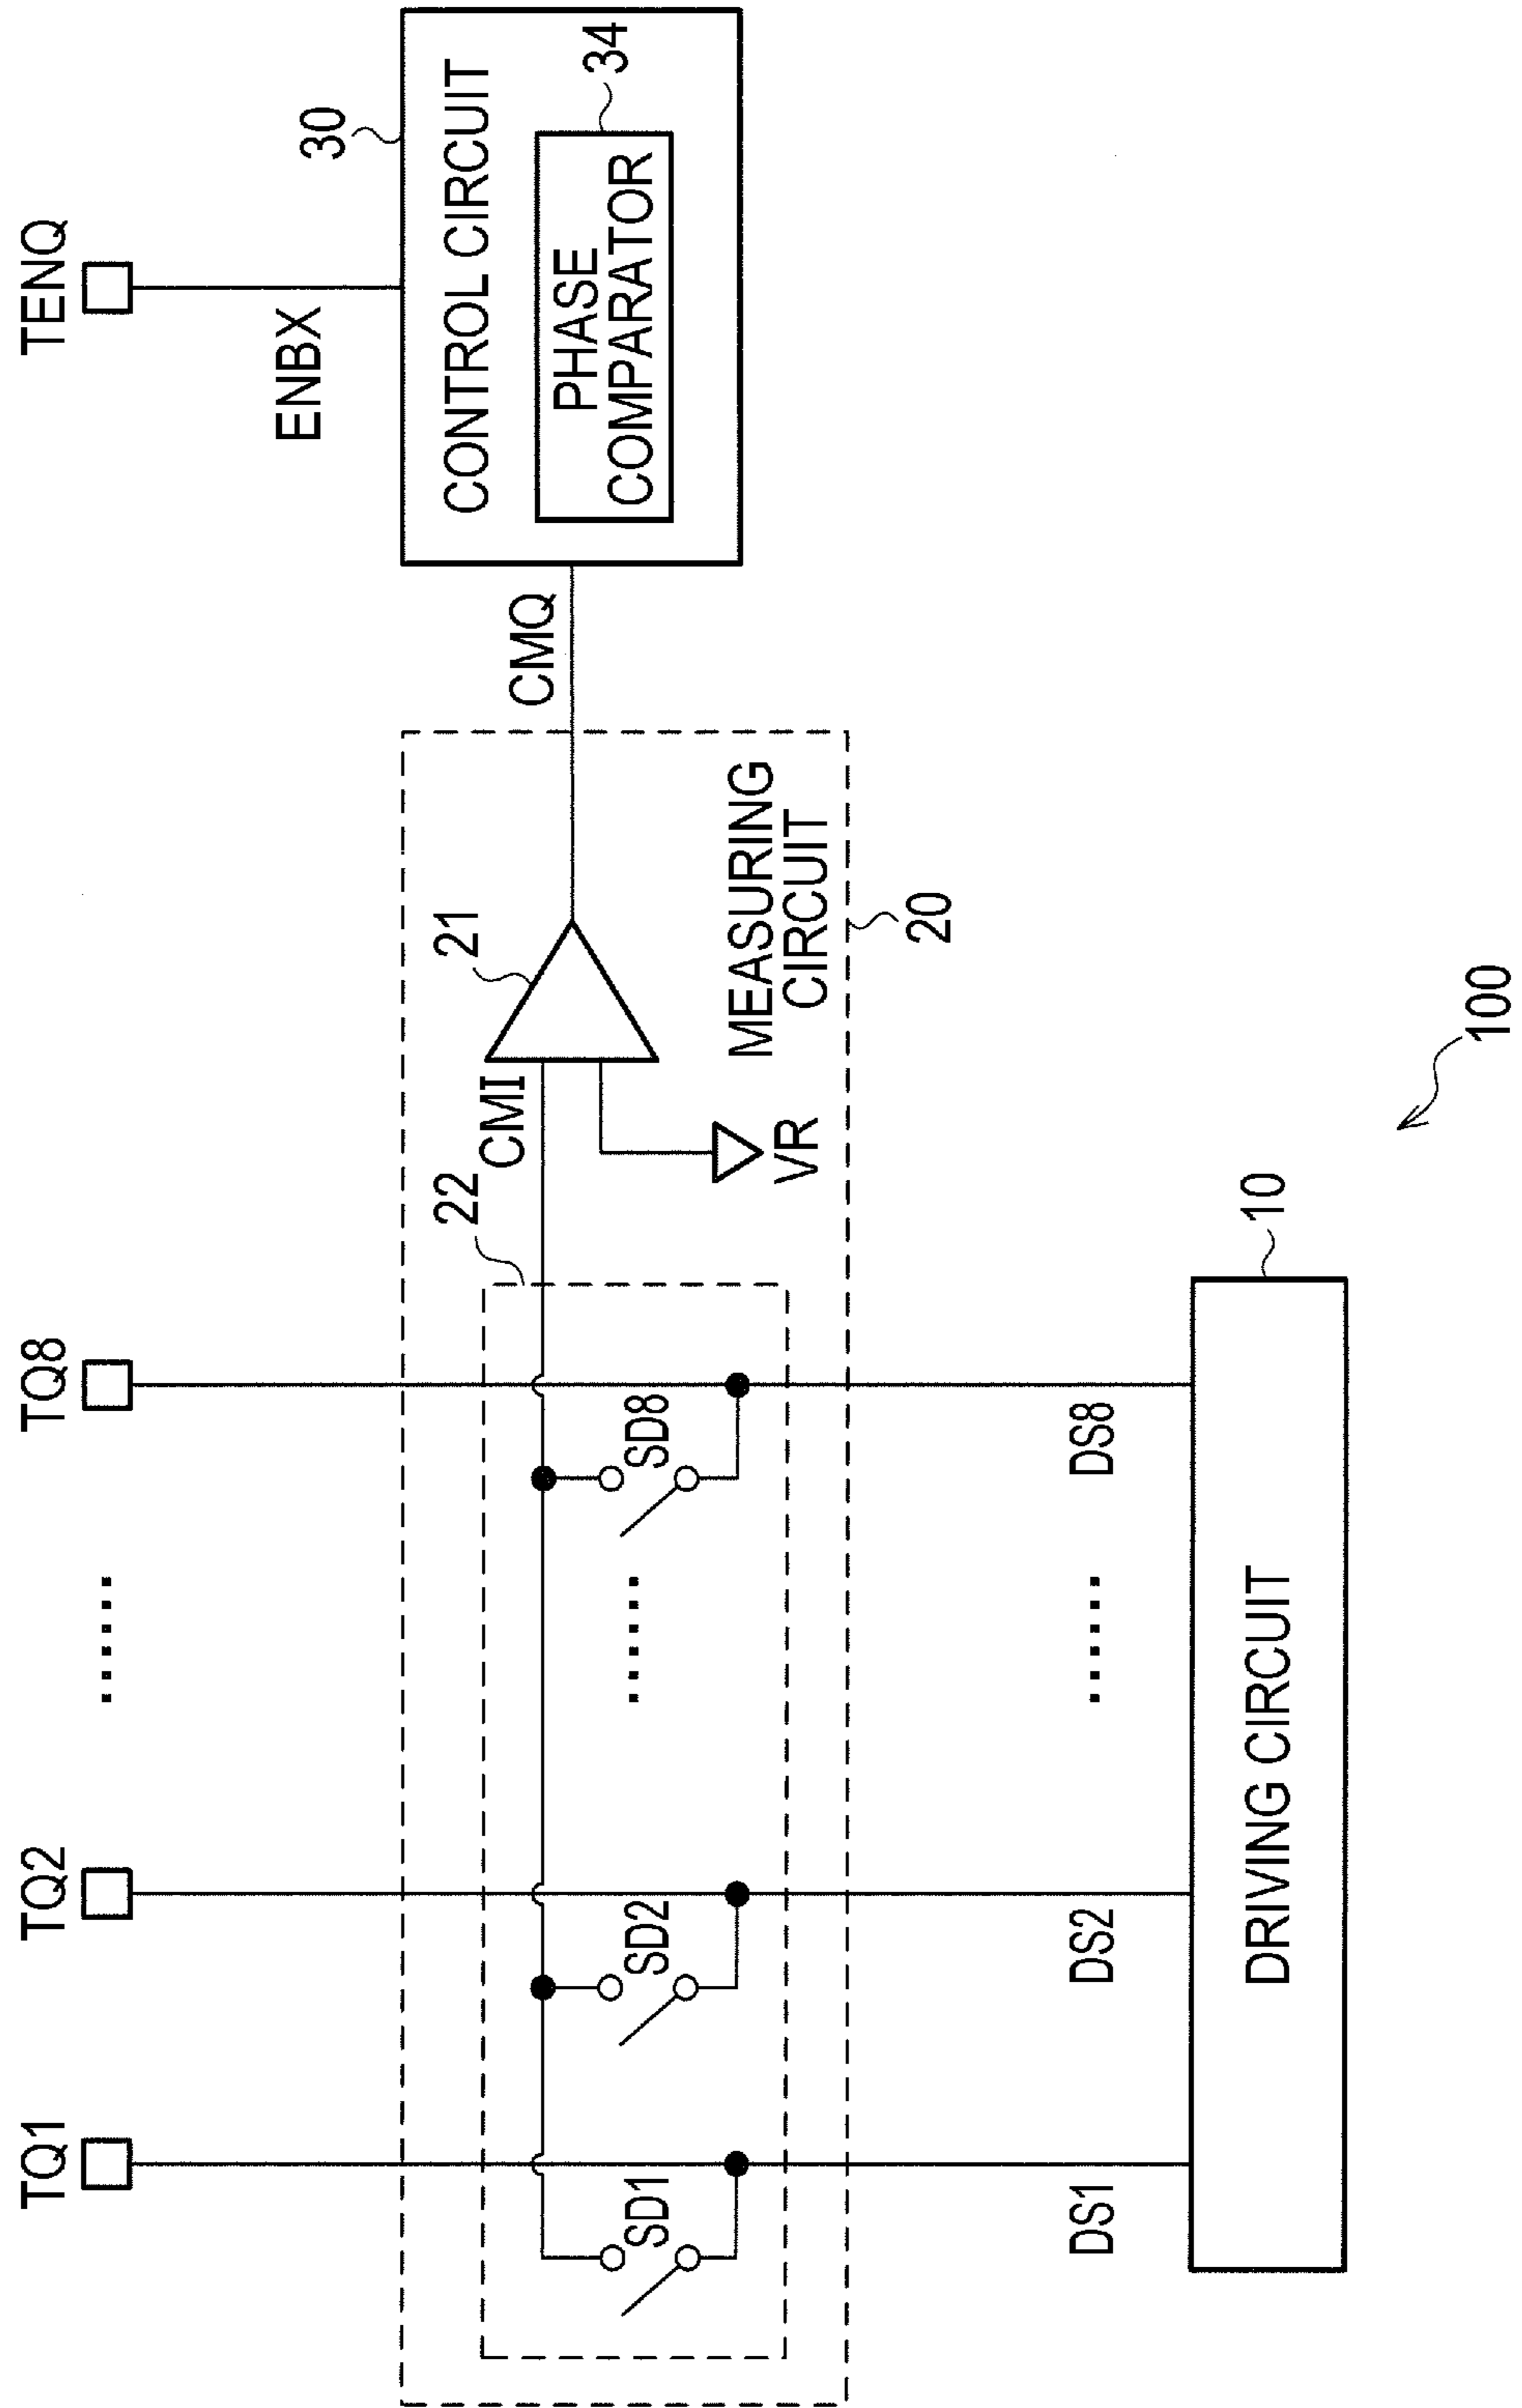 TQ1
TQ2
TQ8
TENQ
ENBX
30
CONTROL CIRCUIT
34
PHASE
COMPARATOR
22
21
CMI
CMQ
SD1
SD2
SD8
VR
MEASURING
CIRCUIT
20
DS1
DS2
DS8
10
DRIVING CIRCUIT
100